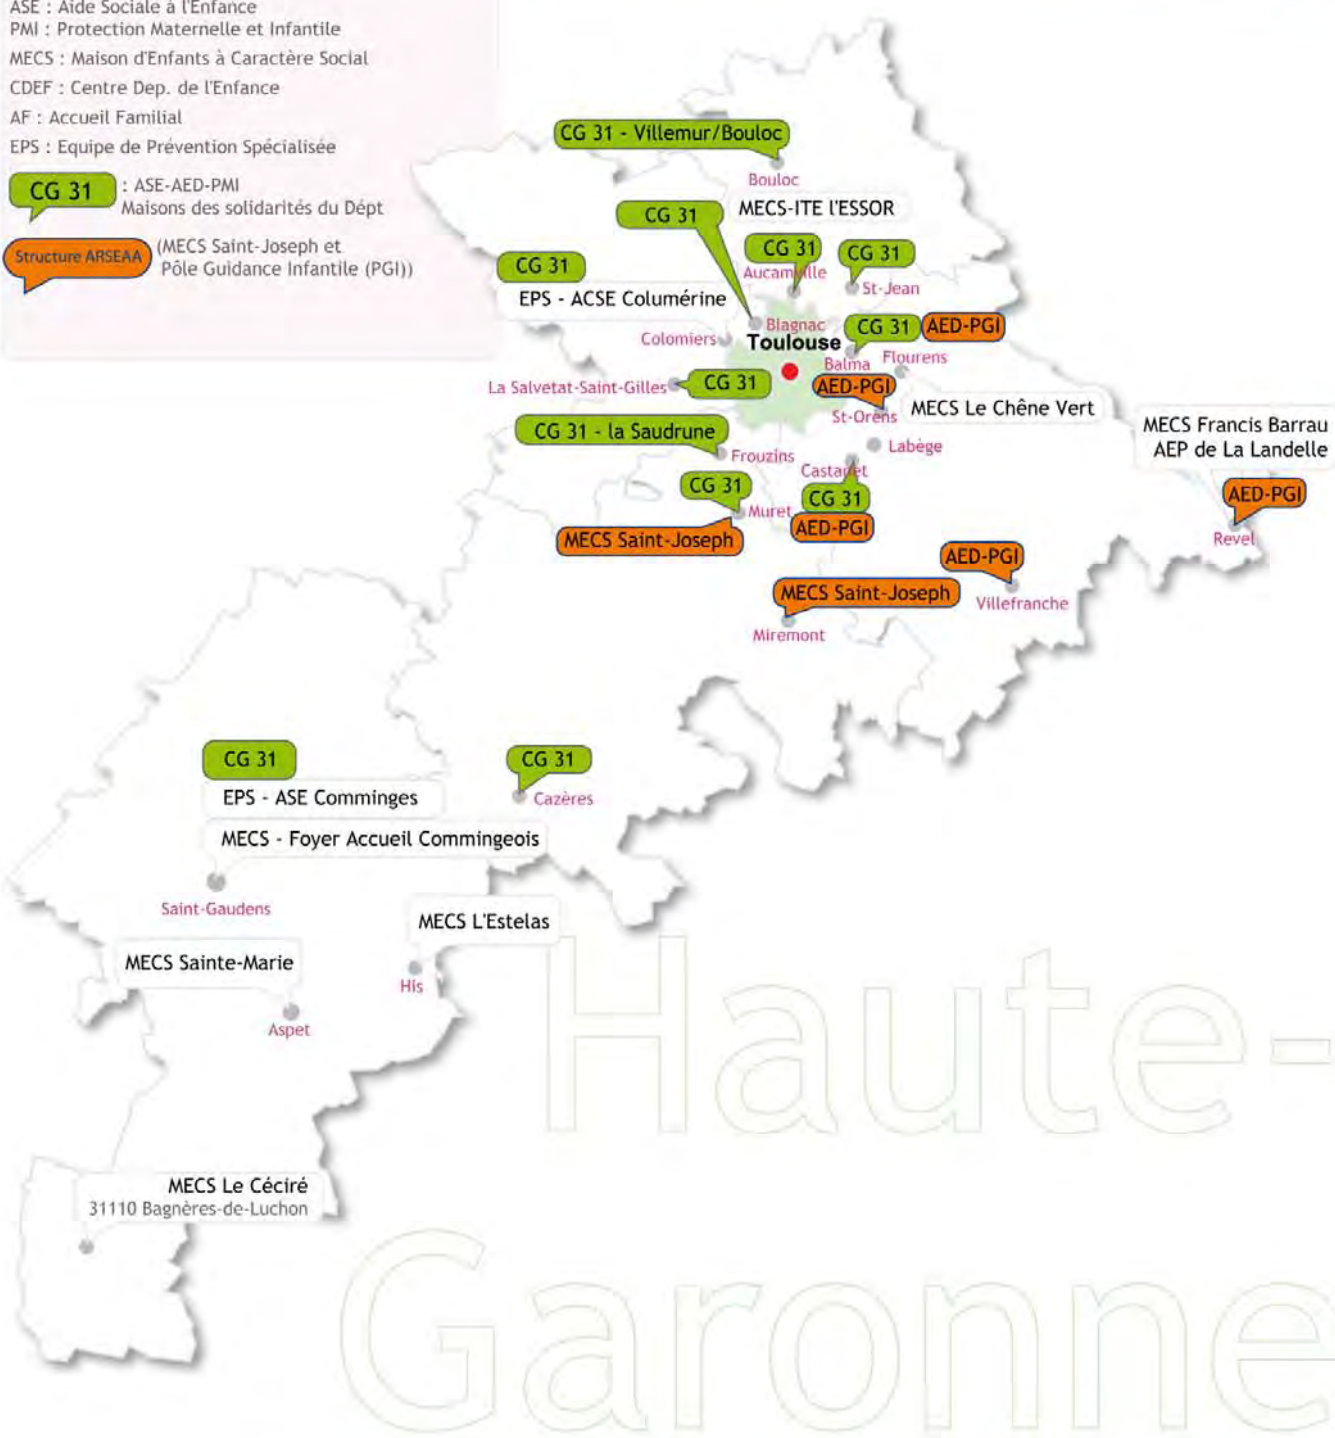 ASE : Aide Sociale à l'Enfance
PMI : Protection Maternelle et Infantile
MECS : Maison d'Enfants à Caractère Social
CDEF : Centre Dep. de l'Enfance
AF : Accueil Familial
EPS : Equipe de Prévention Spécialisée
CG 31 : ASE-AED-PMI
Maisons des solidarités du Dépt
Structure ARSEAA (MECS Saint-Joseph et
Pôle Guidance Infantile (PGI))
CG 31 - Villemur/Bouloc
Bouloc
CG 31
MECS-ITE l'ESSOR
CG 31
Aucamville
CG 31
St-Jean
CG 31
EPS - ACSE Columérine
Colomiers
Blagnac
Toulouse
CG 31
AED-PGI
Balma
Flourens
La Salvetat-Saint-Gilles
CG 31
AED-PGI
St-Orens
MECS Le Chêne Vert
MECS Francis Barrau
AEP de La Landelle
AED-PGI
Revel
CG 31 - la Saudrune
Frouzins
Labège
Castanet
CG 31
AED-PGI
CG 31
Muret
MECS Saint-Joseph
AED-PGI
Villefranche
MECS Saint-Joseph
Miremont
CG 31
EPS - ASE Comminges
MECS - Foyer Accueil Commingeois
Saint-Gaudens
CG 31
Cazères
MECS L'Estelas
His
MECS Sainte-Marie
Aspet
MECS Le Céciré
31110 Bagnères-de-Luchon
Haute-
Garonne